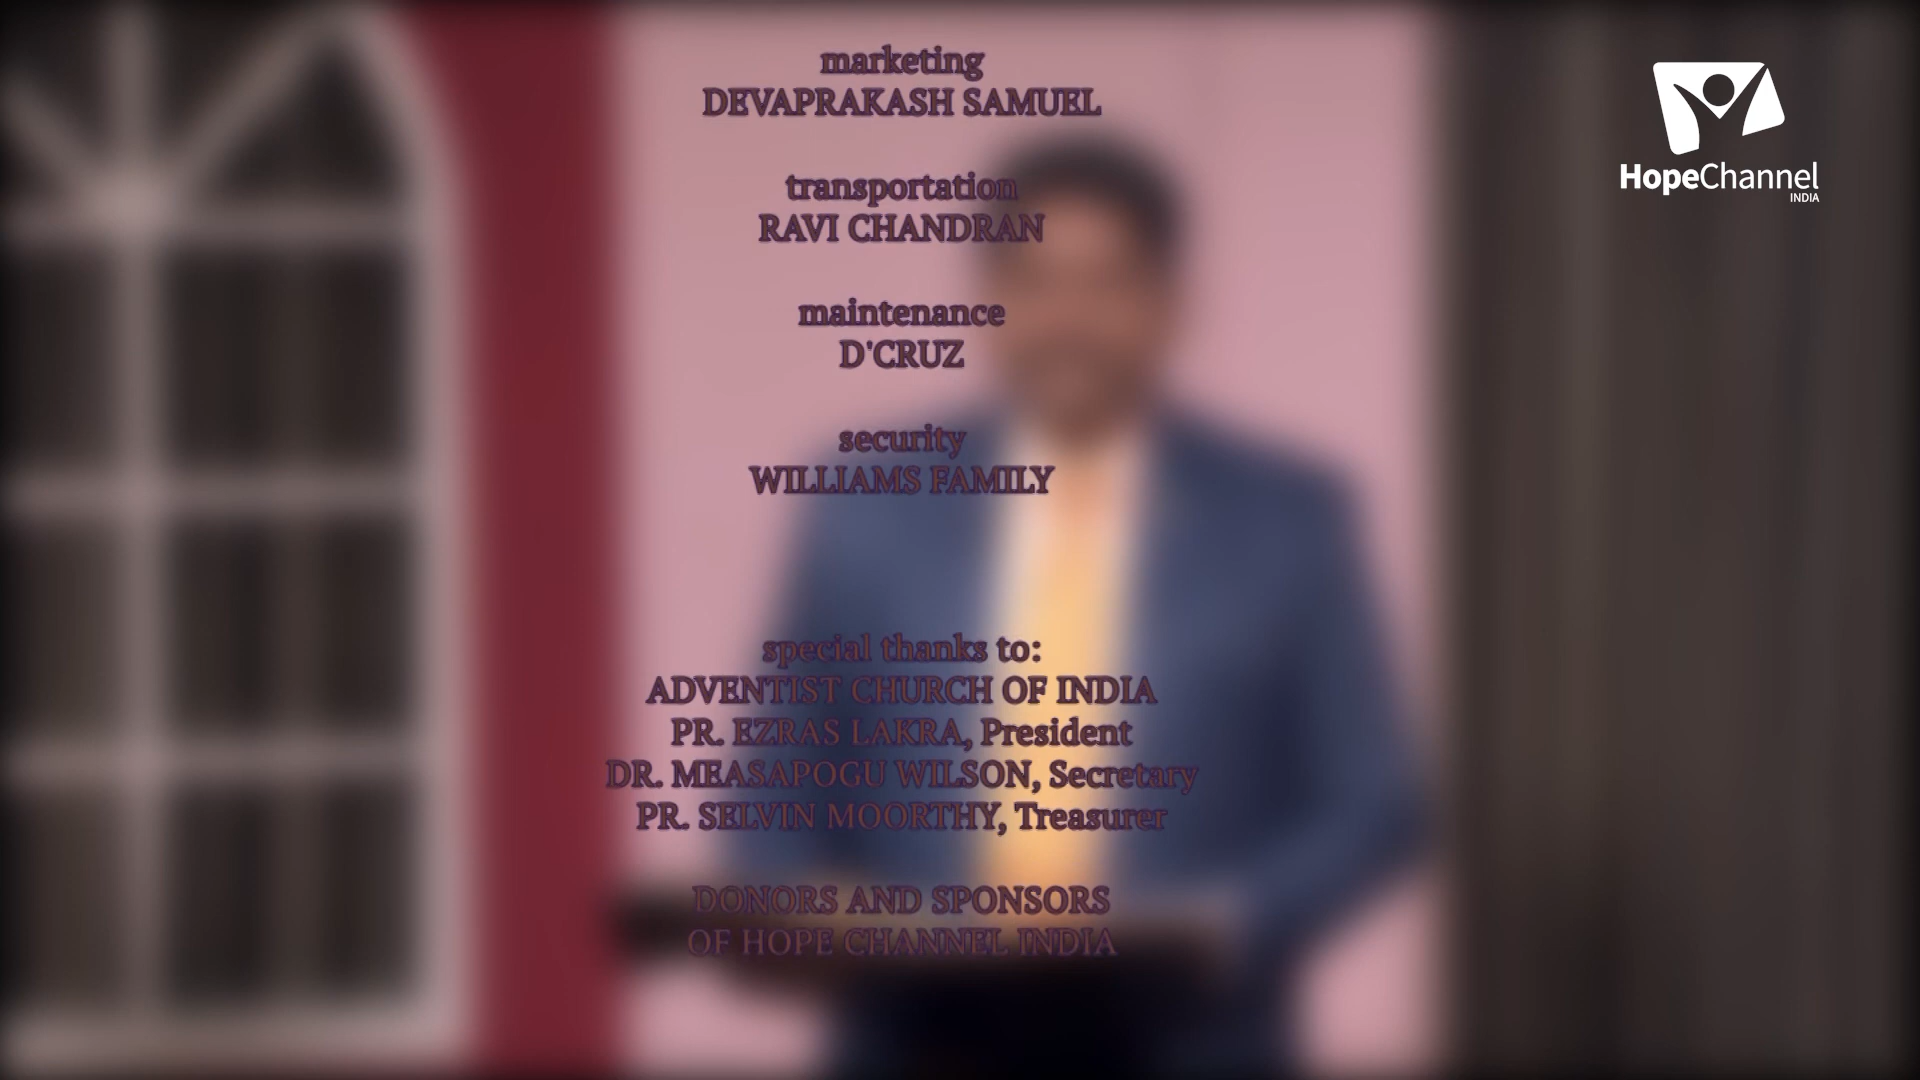 marketing
DEVAPRAKASH SAMUEL
transportation
RAVI CHANDRAN
maintenance
D'CRUZ
security
WILLIAMS FAMILY
special thanks to:
ADVENTIST CHURCH OF INDIA
PR. EZRAS LAKRA, President
DR. MEASAPOGU WILSON, Secretary
PR. SELVIN MOORTHY, Treasurer
DONORS AND SPONSORS
OF HOPE CHANNEL INDIA
HopeChannel
INDIA